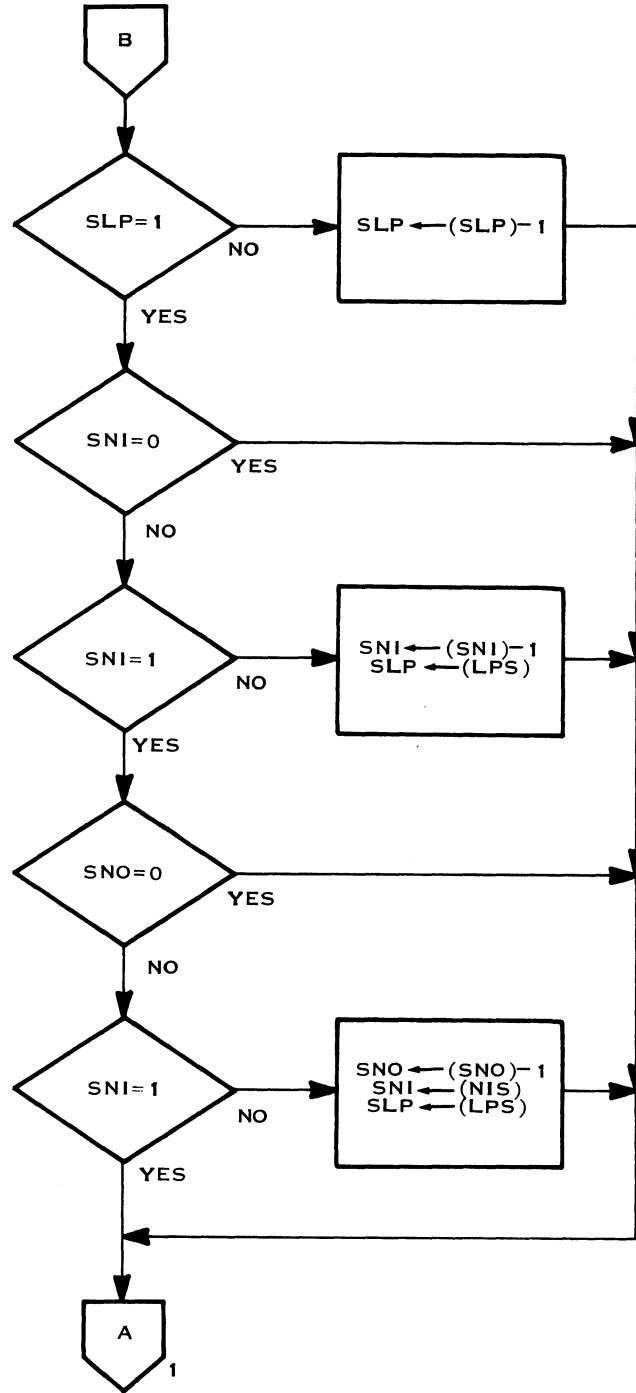 B
SLP=1
NO
SLP ← (SLP)-1
YES
SNI=0
YES
NO
SNI=1
NO
SNI ← (SNI)-1
SLP ← (LPS)
YES
SNO=0
YES
NO
SNI=1
NO
SNO ← (SNO)-1
SNI ← (NIS)
SLP ← (LPS)
YES
A
1